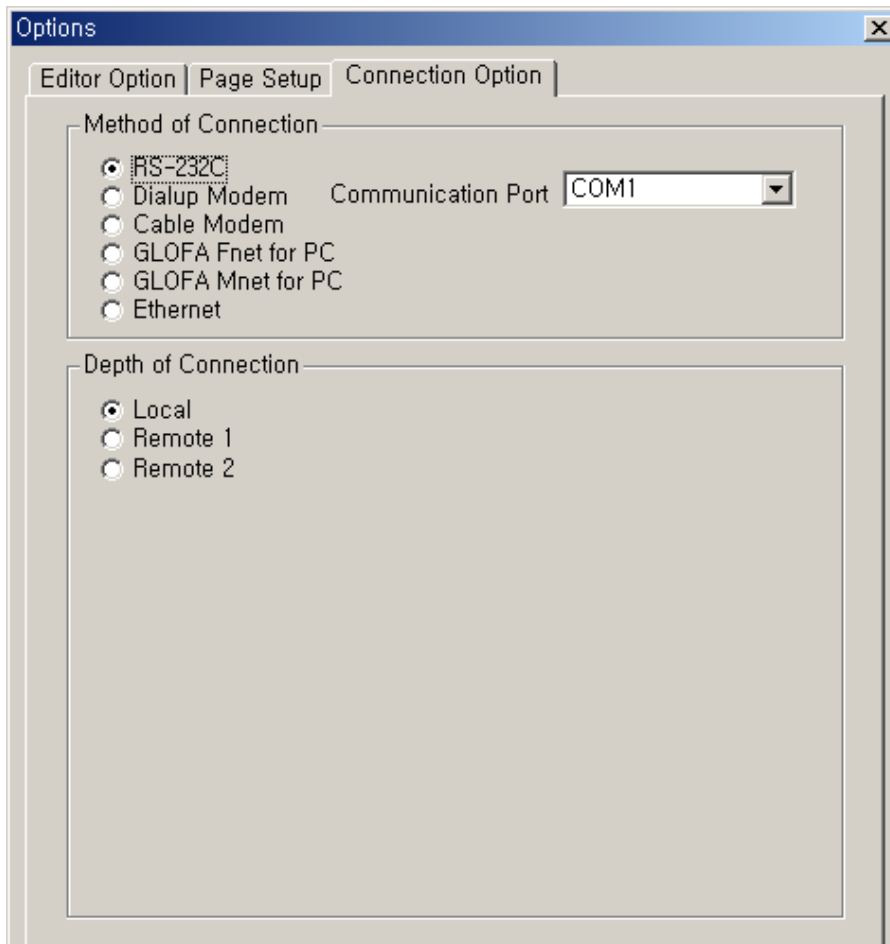 Options
Editor Option Page Setup Connection Option
Method of Connection
RS-232C
Dialup Modem Communication Port COM1
Cable Modem
GLOFA Fnet for PC
GLOFA Mnet for PC
Ethernet
Depth of Connection
Local
Remote 1
Remote 2